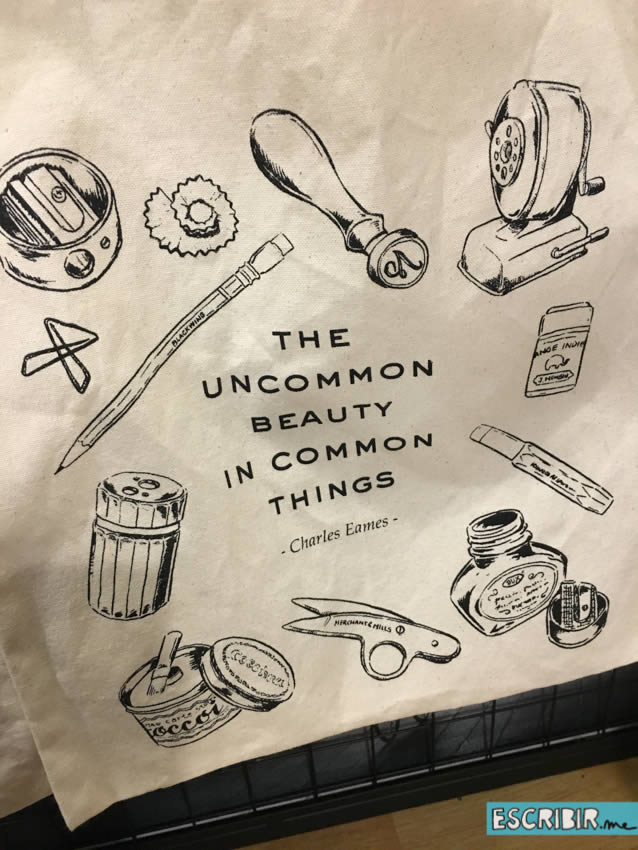 BLACKWING
THE
UNCOMMON
BEAUTY
IN COMMON
THINGS
- Charles Eames -
MERCHANT & MILLS
ESCRIBIR.me